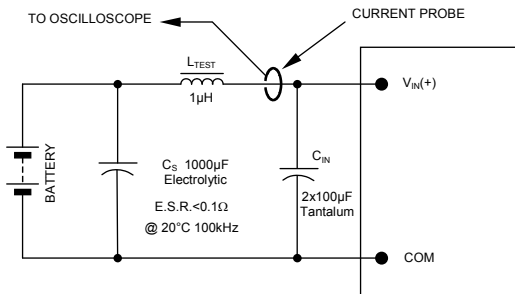 TO OSCILLOSCOPE
CURRENT PROBE
LTEST
1µH
VIN(+)
BATTERY
CS 1000µF
Electrolytic
E.S.R.<0.1Ω
@ 20°C 100kHz
CIN
2x100µF
Tantalum
COM